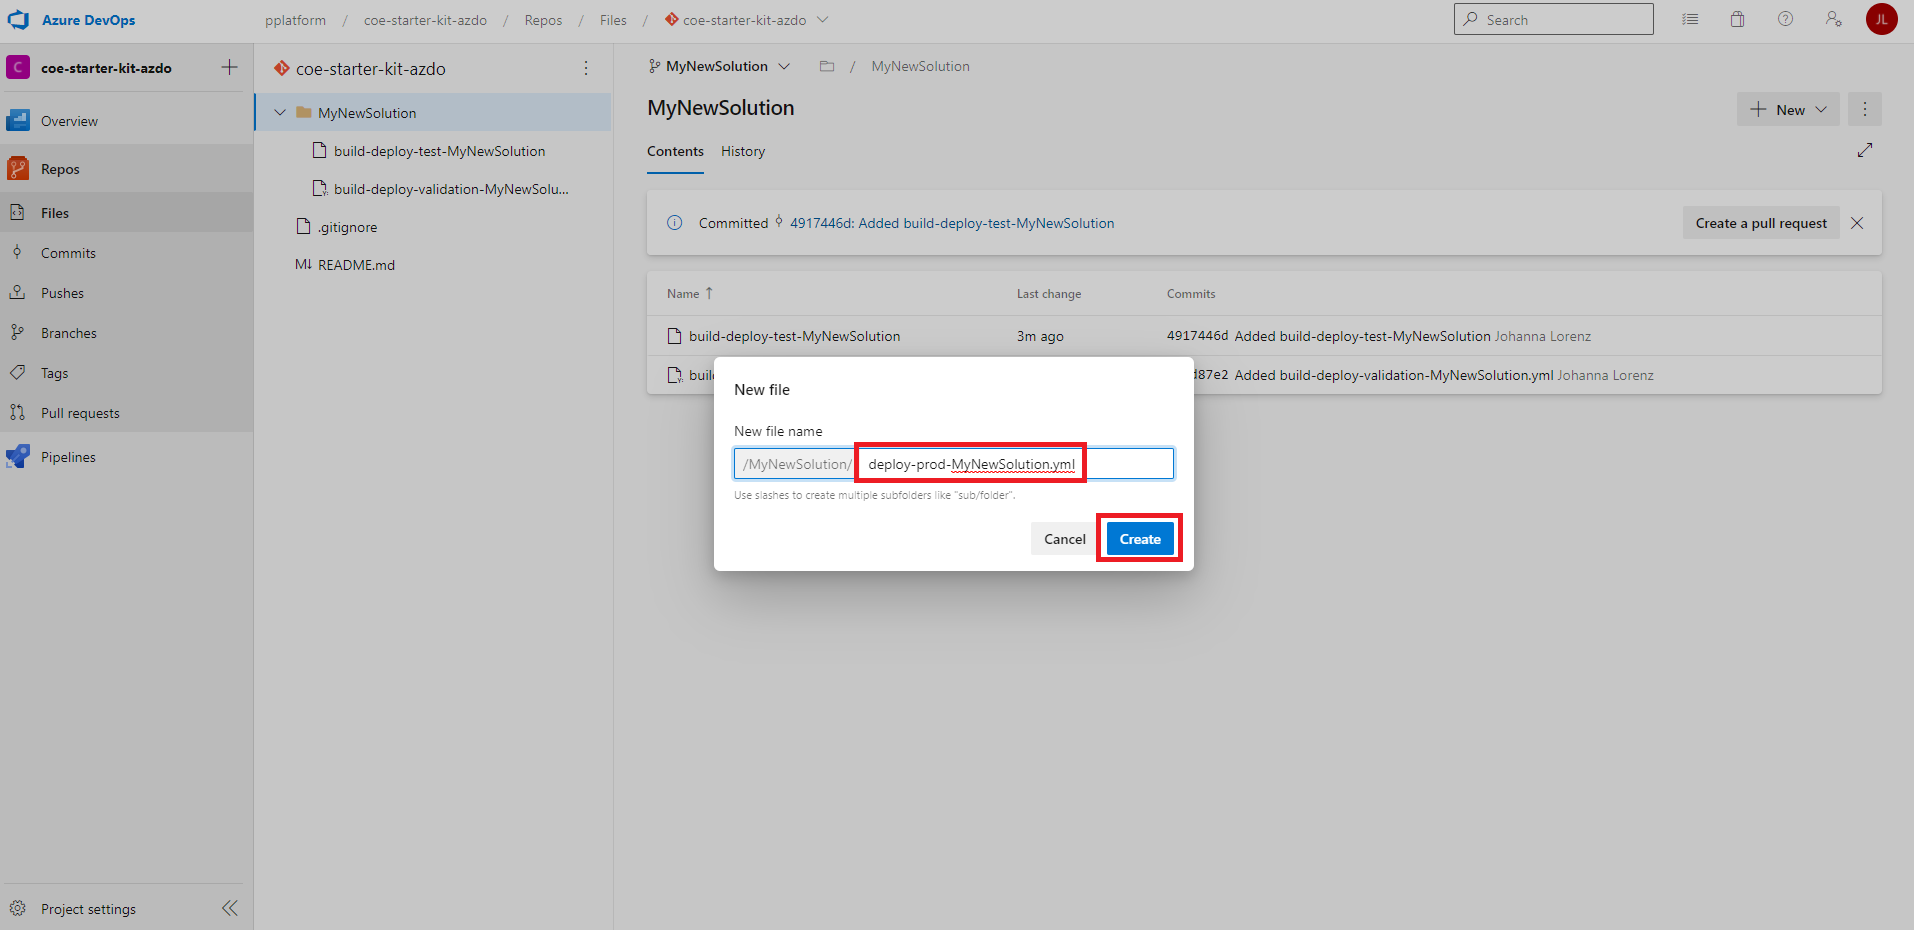 Azure DevOps
pplatform / coe-starter-kit-azdo / Repos / Files / coe-starter-kit-azdo
Search
JL
C coe-starter-kit-azdo
Overview
Repos
Files
Commits
Pushes
Branches
Tags
Pull requests
Pipelines
Project settings
coe-starter-kit-azdo
MyNewSolution
build-deploy-test-MyNewSolution
build-deploy-validation-MyNewSolu...
.gitignore
M↓ README.md
MyNewSolution / MyNewSolution
MyNewSolution
New
Contents History
Committed 4917446d: Added build-deploy-test-MyNewSolution
Create a pull request
Name ↑ Last change Commits
build-deploy-test-MyNewSolution 3m ago 4917446d Added build-deploy-test-MyNewSolution Johanna Lorenz
d87e2 Added build-deploy-validation-MyNewSolution.yml Johanna Lorenz
New file
New file name
/MyNewSolution/ deploy-prod-MyNewSolution.yml
Use slashes to create multiple subfolders like "sub/folder".
Cancel Create